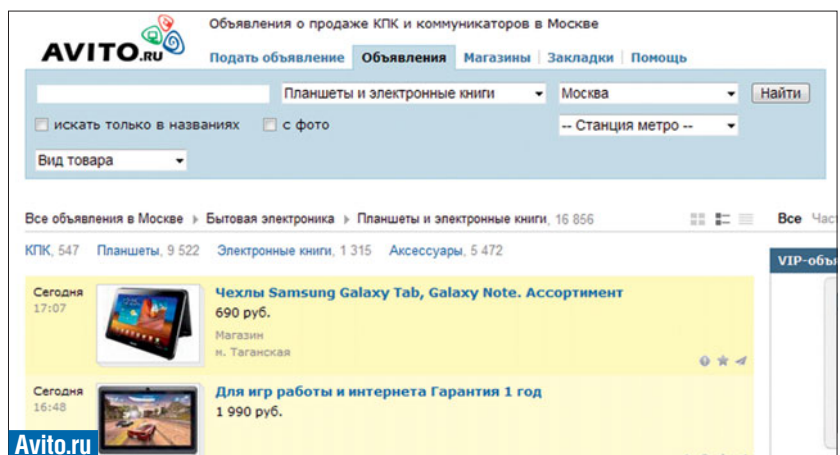 Объявления о продаже КПК и коммуникаторов в Москве
AVITO.RU
Подать объявление Объявления Магазины Закладки Помощь
Планшеты и электронные книги Москва Найти
искать только в названиях с фото -- Станция метро --
Вид товара
Все объявления в Москве Бытовая электроника Планшеты и электронные книги, 16 856 Все
КПК, 547 Планшеты, 9 522 Электронные книги, 1 315 Аксессуары, 5 472
Сегодня
17:07
Чехлы Samsung Galaxy Tab, Galaxy Note. Ассортимент
690 руб.
Магазин
м. Таганская
Сегодня
16:48
Для игр работы и интернета Гарантия 1 год
1 990 руб.
Avito.ru